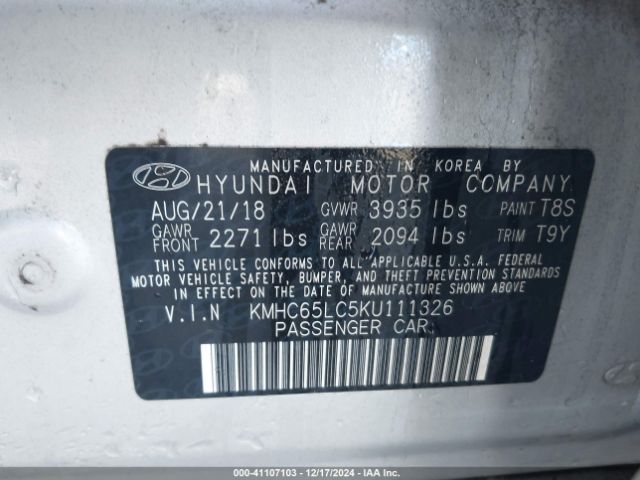 MANUFACTURED IN KOREA BY
HYUNDAI MOTOR COMPANY
AUG/21/18 GVWR 3935 lbs PAINT T8S
GAWR FRONT 2271 lbs GAWR REAR 2094 lbs TRIM T9Y
THIS VEHICLE CONFORMS TO ALL APPLICABLE U.S.A. FEDERAL
MOTOR VEHICLE SAFETY, BUMPER, AND THEFT PREVENTION STANDARDS
IN EFFECT ON THE DATE OF MANUFACTURE SHOWN ABOVE
V.I.N KMHC65LC5KU111326
PASSENGER CAR
000-41107103 - 12/17/2024 - IAA Inc.